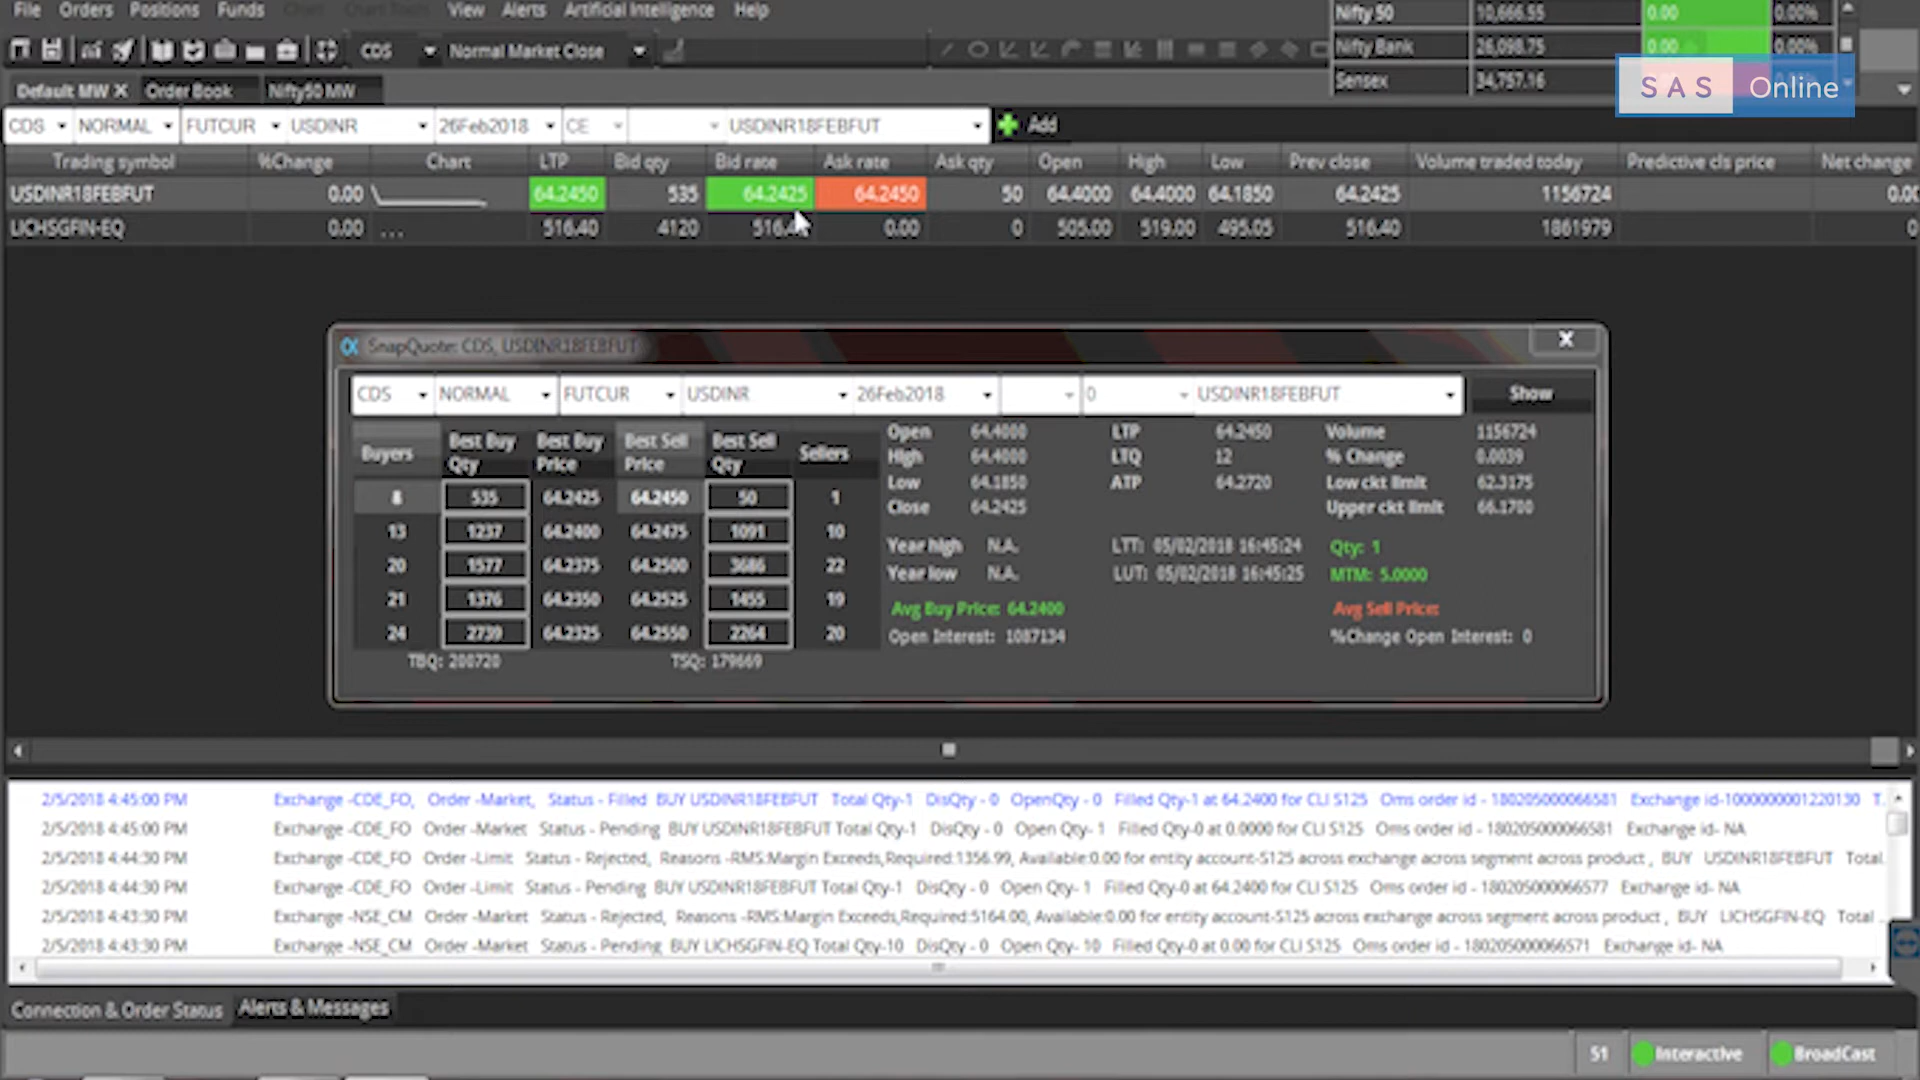 File Orders Positions Funds View Alerts Artificial Intelligence Help
Nifty 50 10,666.55 0.00 0.00%
Nifty Bank 26,098.75 0.00 0.00%
Sensex 34,757.16
SAS Online
CDS Normal Market Close
Default MW X Order Book Nifty50 MW
CDS NORMAL FUTCUR USDINR 26Feb2018 CE USDINR18FEBFUT Add
Trading symbol %Change Chart LTP Bid qty Bid rate Ask rate Ask qty Open High Low Prev close Volume traded today Predictive cls price Net change
USDINR18FEBFUT 0.00 64.2450 535 64.2425 64.2450 50 64.4000 64.4000 64.1850 64.2425 1156724 0.00
LICHSGFIN-EQ 0.00 ... 516.40 4120 516.4 0.00 0 505.00 519.00 495.05 516.40 1861979 0
SnapQuote: CDS, USDINR18FEBFUT X
CDS NORMAL FUTCUR USDINR 26Feb2018 0 USDINR18FEBFUT Show
Buyers Best Buy Qty Best Buy Price Best Sell Price Best Sell Qty Sellers
8 535 64.2425 64.2450 50 1
13 1237 64.2400 64.2475 1091 10
20 1577 64.2375 64.2500 3686 22
21 1376 64.2350 64.2525 1455 19
24 2739 64.2325 64.2550 2264 20
TBQ: 200720 TSQ: 179669
Open 64.4000 LTP 64.2450 Volume 1156724
High 64.4000 LTQ 12 % Change 0.0039
Low 64.1850 ATP 64.2720 Low ckt limit 62.3175
Close 64.2425 Upper ckt limit 66.1700
Year high N.A. LTT: 05/02/2018 16:45:24 Qty: 1
Year low N.A. LUT: 05/02/2018 16:45:25 MTM: 5.0000
Avg Buy Price: 64.2400 Avg Sell Price:
Open Interest: 1087134 %Change Open Interest: 0
2/5/2018 4:45:00 PM Exchange -CDE_FO, Order -Market, Status - Filled BUY USDINR18FEBFUT Total Qty-1 DisQty - 0 OpenQty - 0 Filled Qty-1 at 64.2400 for CLI S125 Oms order id - 180205000066581 Exchange id-1000000001220130 T.
2/5/2018 4:45:00 PM Exchange -CDE_FO Order -Market Status - Pending BUY USDINR18FEBFUT Total Qty-1 DisQty - 0 Open Qty- 1 Filled Qty-0 at 0.0000 for CLI S125 Oms order id - 180205000066581 Exchange id- NA
2/5/2018 4:44:30 PM Exchange -CDE_FO Order -Limit Status - Rejected, Reasons -RMS:Margin Exceeds,Required:1356.99, Available:0.00 for entity account-S125 across exchange across segment across product , BUY USDINR18FEBFUT Total
2/5/2018 4:44:30 PM Exchange -CDE_FO Order -Limit Status - Pending BUY USDINR18FEBFUT Total Qty-1 DisQty - 0 Open Qty- 1 Filled Qty-0 at 64.2400 for CLI S125 Oms order id - 180205000066577 Exchange id- NA
2/5/2018 4:43:30 PM Exchange -NSE_CM Order -Market Status - Rejected, Reasons -RMS:Margin Exceeds,Required:5164.00, Available:0.00 for entity account-S125 across exchange across segment across product , BUY LICHSGFIN-EQ Total ..
2/5/2018 4:43:30 PM Exchange -NSE_CM Order -Market Status - Pending BUY LICHSGFIN-EQ Total Qty-10 DisQty - 0 Open Qty- 10 Filled Qty-0 at 0.00 for CLI S125 Oms order id - 180205000066571 Exchange id- NA
Connection & Order Status Alerts & Messages
51 Interactive BroadCast